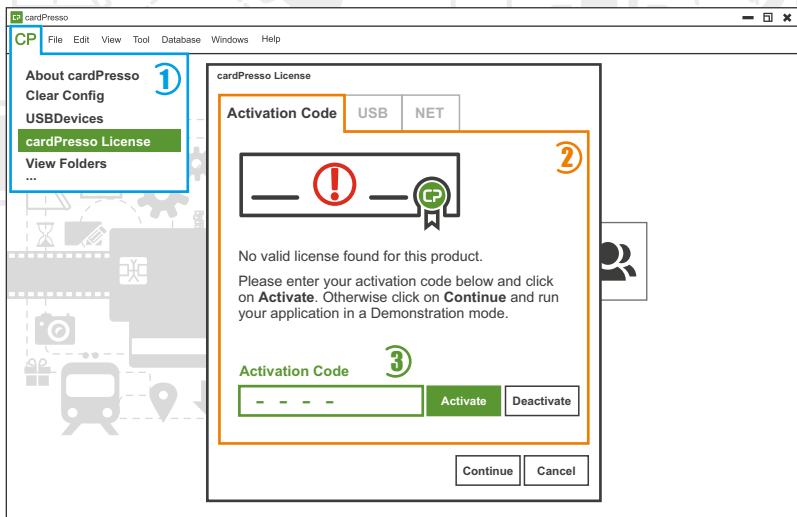 CP cardPresso
CP File Edit View Tool Database Windows Help
About cardPresso
Clear Config
USBDevices
cardPresso License
View Folders
...
1
cardPresso License
Activation Code USB NET
2
CP
No valid license found for this product.
Please enter your activation code below and click
on Activate. Otherwise click on Continue and run
your application in a Demonstration mode.
3
Activation Code
- - - -
Activate Deactivate
Continue Cancel